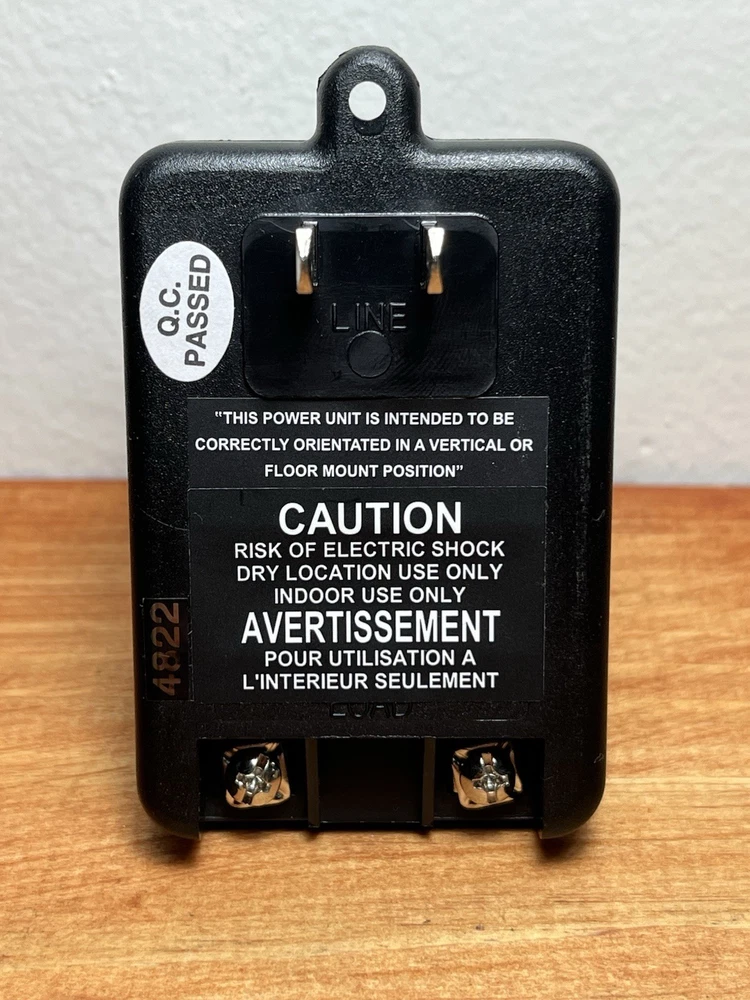 Q.C.
PASSED
LINE
"THIS POWER UNIT IS INTENDED TO BE
CORRECTLY ORIENTATED IN A VERTICAL OR
FLOOR MOUNT POSITION"
CAUTION
RISK OF ELECTRIC SHOCK
DRY LOCATION USE ONLY
INDOOR USE ONLY
AVERTISSEMENT
POUR UTILISATION A
L'INTERIEUR SEULEMENT
4822